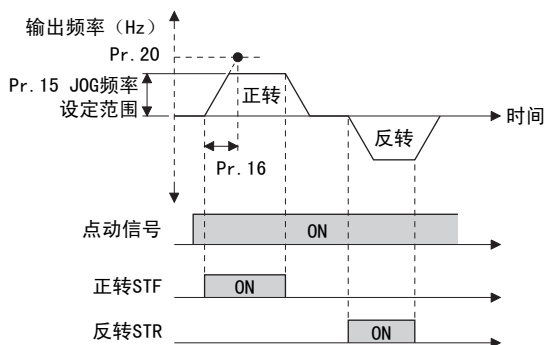 输出频率（Hz）
Pr.20
Pr.15 JOG频率
设定范围
正转
时间
反转
Pr.16
点动信号
ON
正转STF
ON
反转STR
ON